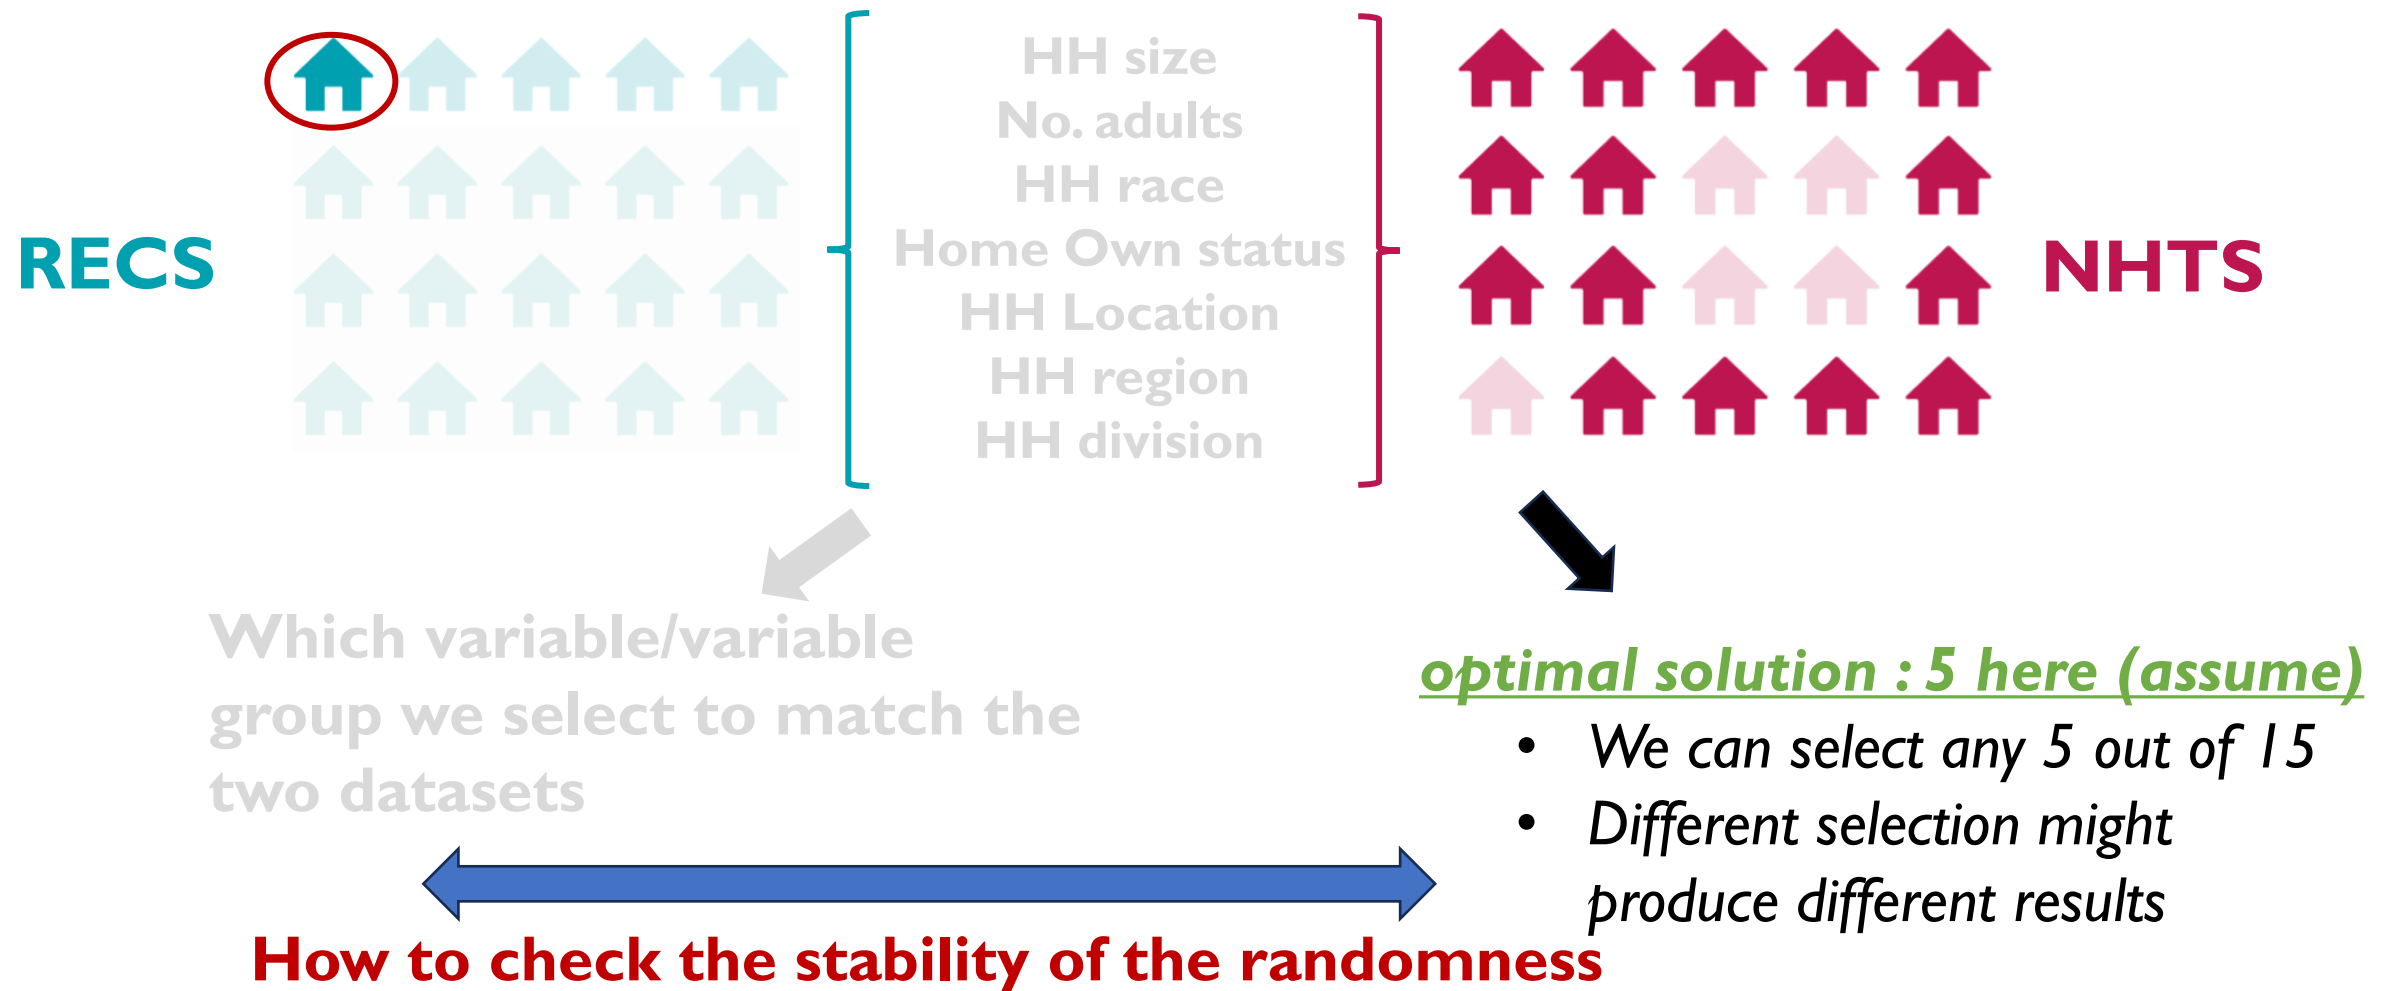 RECS
HH size
No. adults
HH race
Home Own status
HH Location
HH region
HH division
NHTS
Which variable/variable
group we select to match the
two datasets
optimal solution : 5 here (assume)
• We can select any 5 out of 15
• Different selection might
produce different results
How to check the stability of the randomness